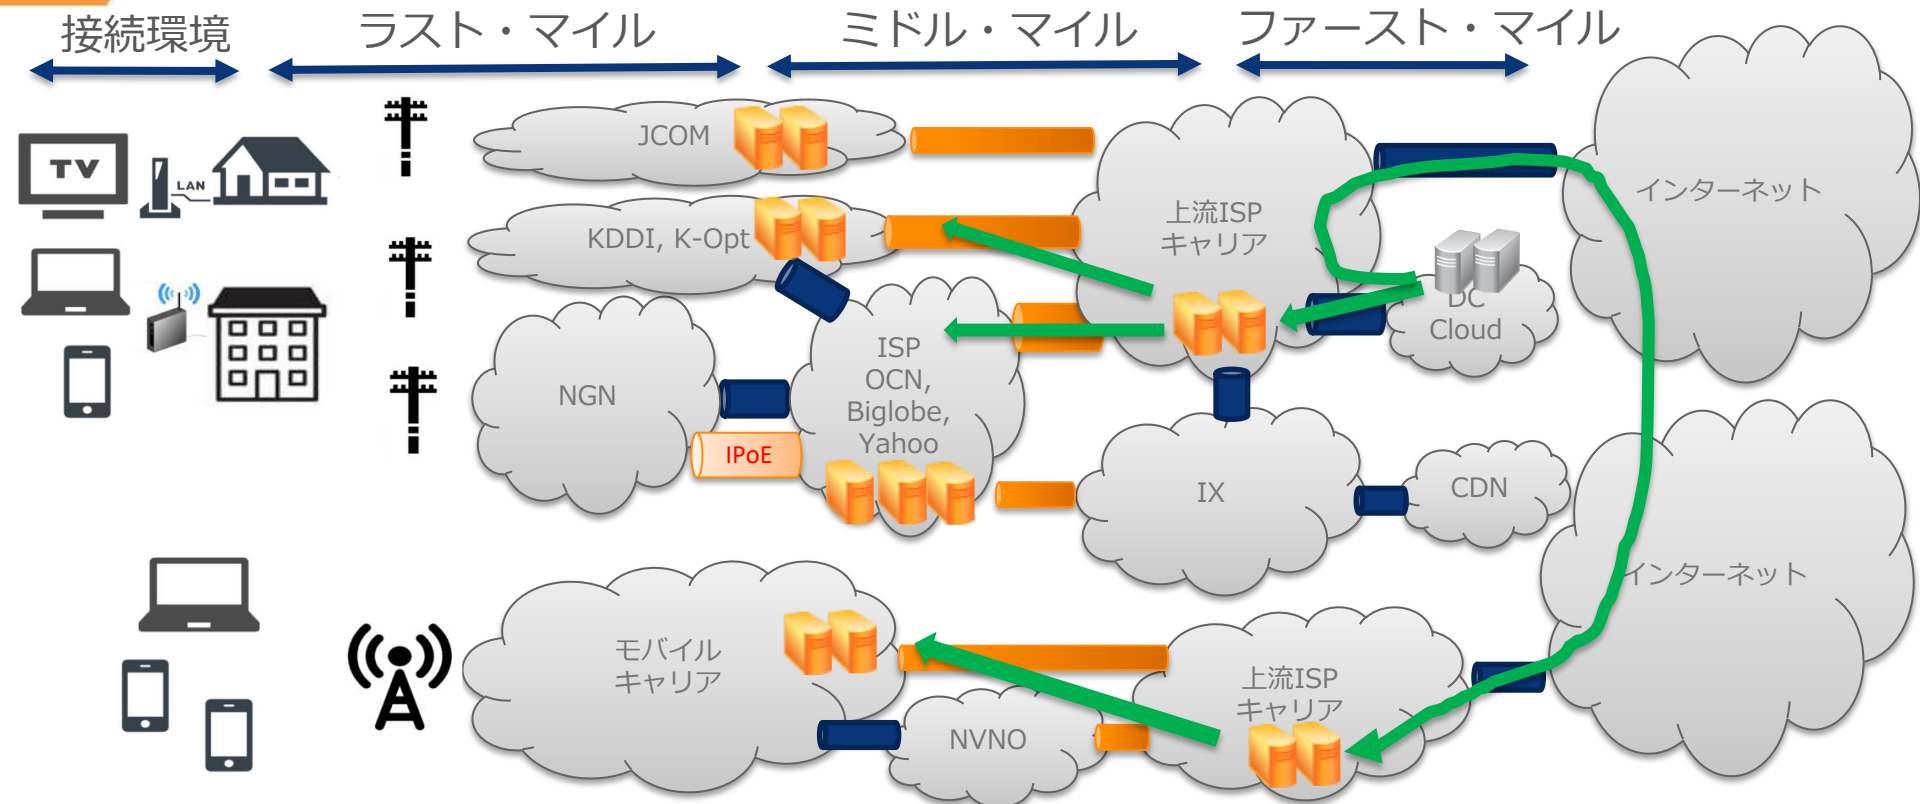 接続環境
ラスト・マイル
ミドル・マイル
ファースト・マイル
TV
LAN
JCOM
KDDI, K-Opt
NGN
IPoE
ISP
OCN,
Biglobe,
Yahoo
上流ISP
キャリア
DC
Cloud
インターネット
IX
CDN
モバイル
キャリア
NVNO
上流ISP
キャリア
インターネット